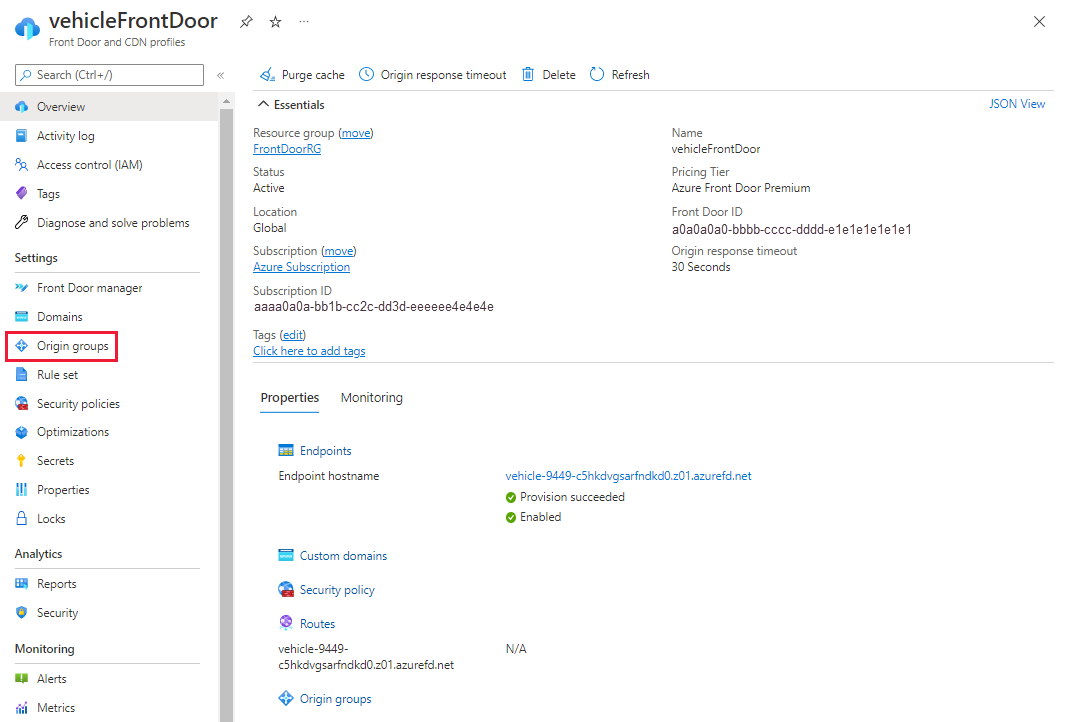 vehicleFrontDoor
Front Door and CDN profiles
Search (Ctrl+/)
Overview
Activity log
Access control (IAM)
Tags
Diagnose and solve problems
Settings
Front Door manager
Domains
Origin groups
Rule set
Security policies
Optimizations
Secrets
Properties
Locks
Analytics
Reports
Security
Monitoring
Alerts
Metrics
Purge cache Origin response timeout Delete Refresh
Essentials JSON View
Resource group (move)
FrontDoorRG
Status
Active
Location
Global
Subscription (move)
Azure Subscription
Subscription ID
aaaa0a0a-bb1b-cc2c-dd3d-eeeeee4e4e4e
Tags (edit)
Click here to add tags
Name
vehicleFrontDoor
Pricing Tier
Azure Front Door Premium
Front Door ID
a0a0a0a0-bbbb-cccc-dddd-e1e1e1e1e1e1
Origin response timeout
30 Seconds
Properties Monitoring
Endpoints
Endpoint hostname vehicle-9449-c5hkdvgsarfndkd0.z01.azurefd.net
Provision succeeded
Enabled
Custom domains
Security policy
Routes
vehicle-9449- N/A
c5hkdvgsarfndkd0.z01.azurefd.net
Origin groups